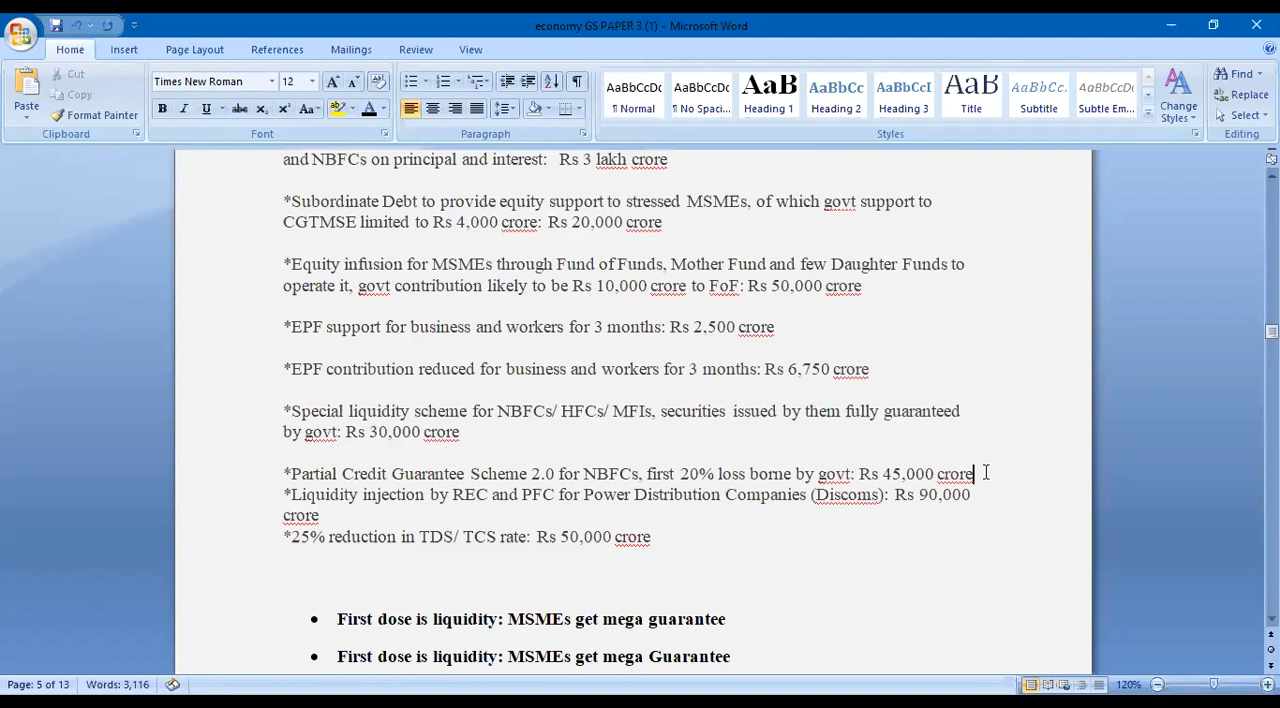 economy GS PAPER 3 (1) - Microsoft Word
Home Insert Page Layout References Mailings Review View
Cut
Copy
Format Painter
Paste
Times New Roman 12
AaBbCcDc AaBbCcDc AaB AaBbCc AaBbCcI AaB AaBbCc. AaBbCcDc
¶ Normal ¶ No Spaci... Heading 1 Heading 2 Heading 3 Title Subtitle Subtle Em...
Change Styles
Find
Replace
Select
Clipboard Font Paragraph Styles Editing
and NBFCs on principal and interest: Rs 3 lakh crore
*Subordinate Debt to provide equity support to stressed MSMEs, of which govt support to
CGTMSE limited to Rs 4,000 crore: Rs 20,000 crore
*Equity infusion for MSMEs through Fund of Funds, Mother Fund and few Daughter Funds to
operate it, govt contribution likely to be Rs 10,000 crore to FoF: Rs 50,000 crore
*EPF support for business and workers for 3 months: Rs 2,500 crore
*EPF contribution reduced for business and workers for 3 months: Rs 6,750 crore
*Special liquidity scheme for NBFCs/ HFCs/ MFIs, securities issued by them fully guaranteed
by govt: Rs 30,000 crore
*Partial Credit Guarantee Scheme 2.0 for NBFCs, first 20% loss borne by govt: Rs 45,000 crore
*Liquidity injection by REC and PFC for Power Distribution Companies (Discoms): Rs 90,000
crore
*25% reduction in TDS/ TCS rate: Rs 50,000 crore
• First dose is liquidity: MSMEs get mega guarantee
• First dose is liquidity: MSMEs get mega Guarantee
Page: 5 of 13 Words: 3,116 120%